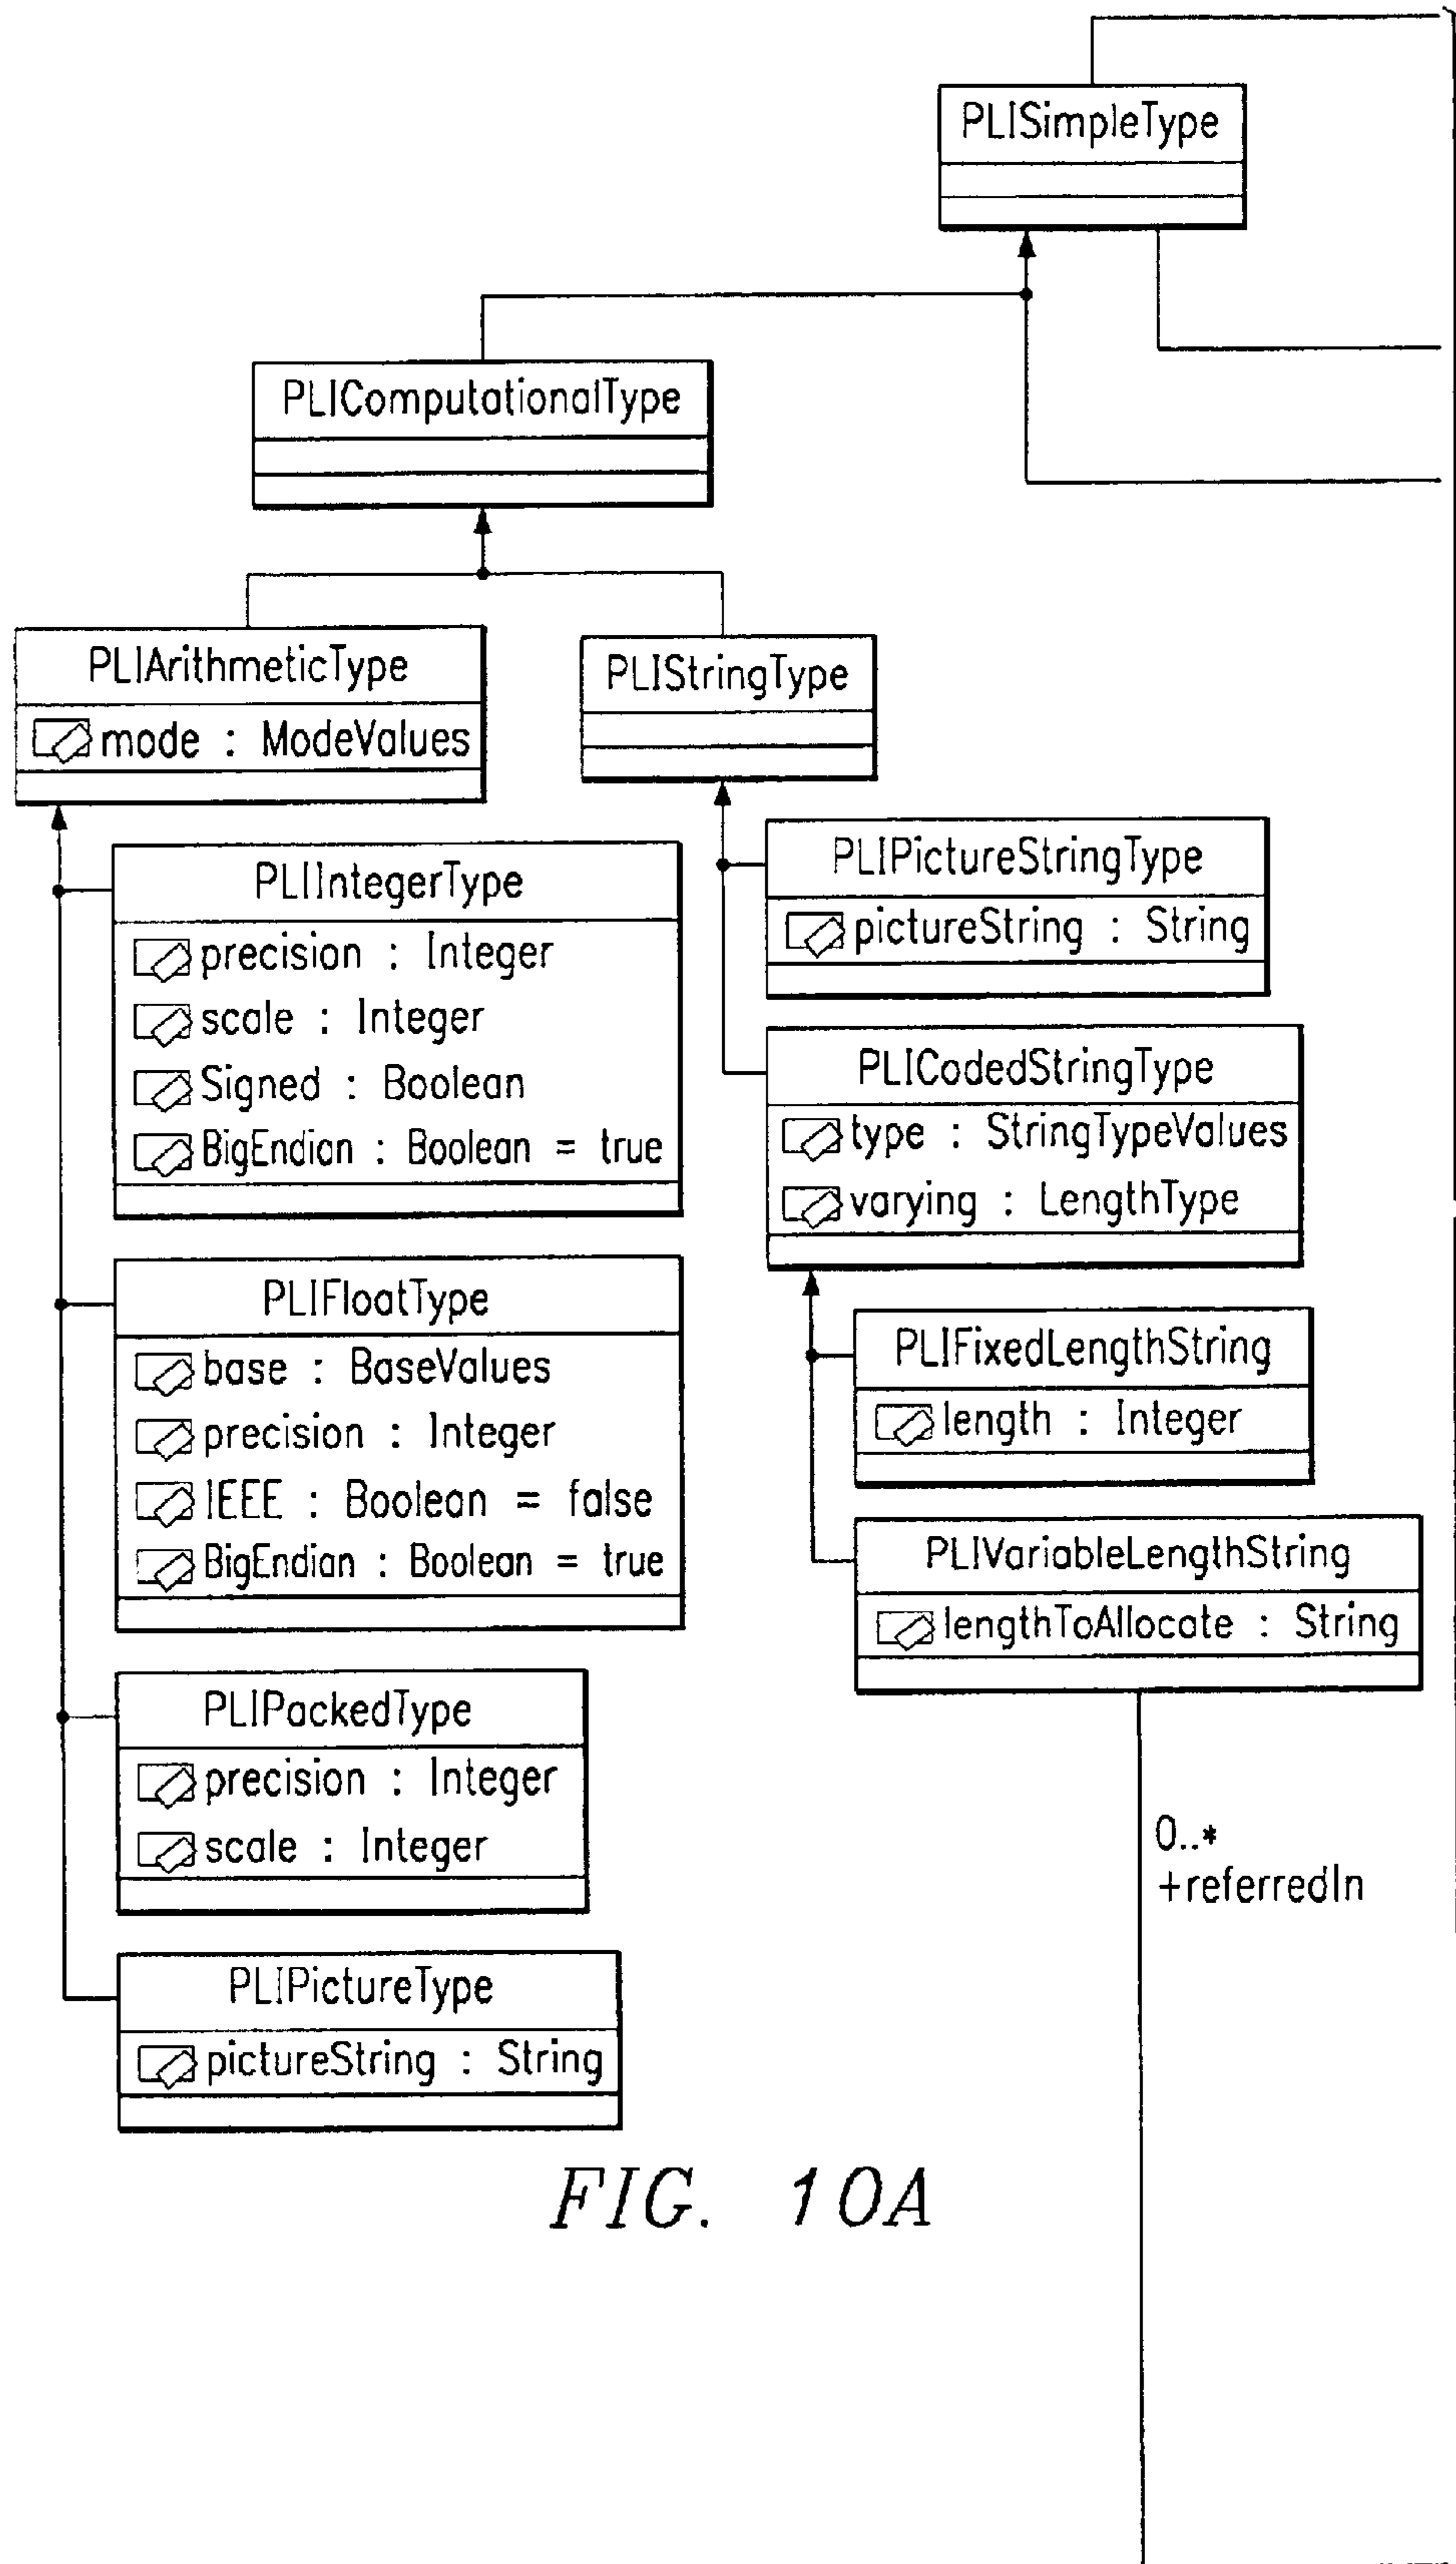 PLISimpleType
PLIComputationalType
PLIArithmeticType
mode : ModeValues
PLIStringType
PLIIntegerType
precision : Integer
scale : Integer
Signed : Boolean
BigEndian : Boolean = true
PLIPictureStringType
pictureString : String
PLICodedStringType
type : StringTypeValues
varying : LengthType
PLIFloatType
base : BaseValues
precision : Integer
IEEE : Boolean = false
BigEndian : Boolean = true
PLIFixedLengthString
length : Integer
PLIVariableLengthString
lengthToAllocate : String
PLIPackedType
precision : Integer
scale : Integer
0..*
+referredIn
PLIPictureType
pictureString : String
FIG. 10A